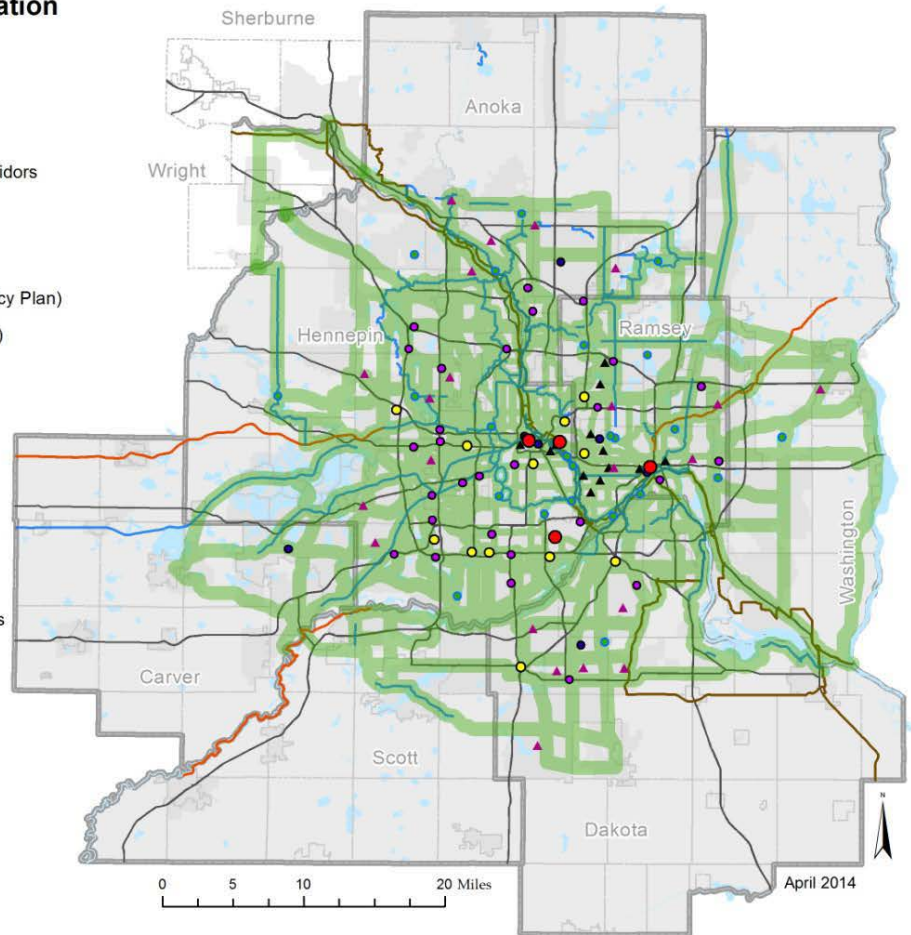 ation
Sherburne
Anoka
idors
Wright
cy Plan)
)
Hennepin
Ramsey
Washington
s
Carver
Scott
Dakota
N
0 5 10 20 Miles
April 2014